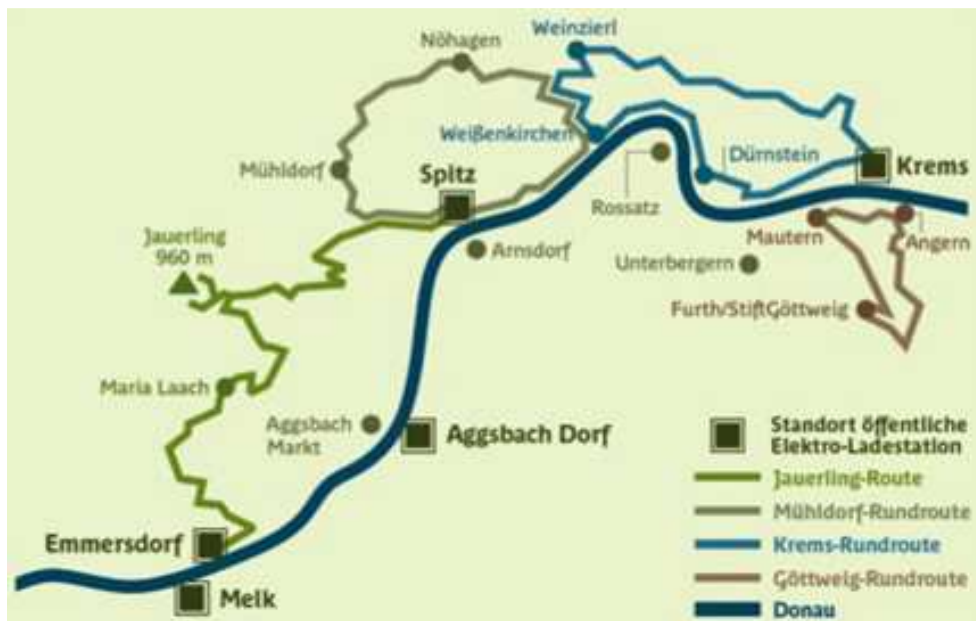 Weinzierl
Nöhagen
Weißenkirchen
Mühldorf
Spitz
Dürnstein
Krems
Rossatz
Jauerling
960 m
Arnsdorf
Mautern
Angern
Unterbergern
Furth/StiftGöttweig
Maria Laach
Aggsbach
Markt
Aggsbach Dorf
Standort öffentliche
Elektro-Ladestation
Jauerling-Route
Mühldorf-Rundroute
Krems-Rundroute
Göttweig-Rundroute
Donau
Emmersdorf
Melk